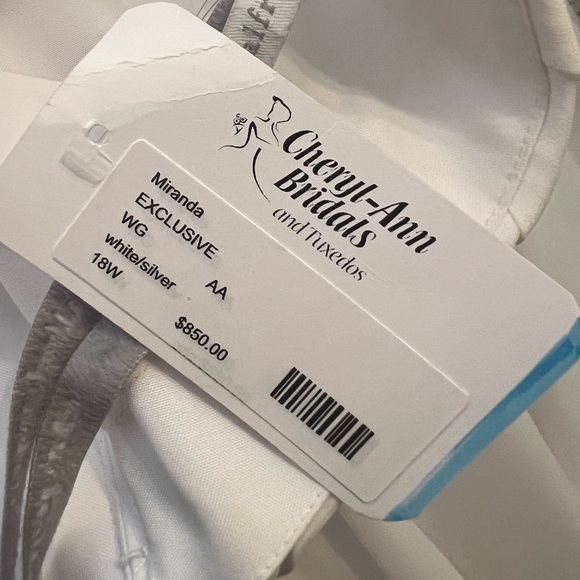 Cheryl-Ann
Bridals
and Tuxedos
Miranda
EXCLUSIVE
WG AA
white/silver
18W
$850.00